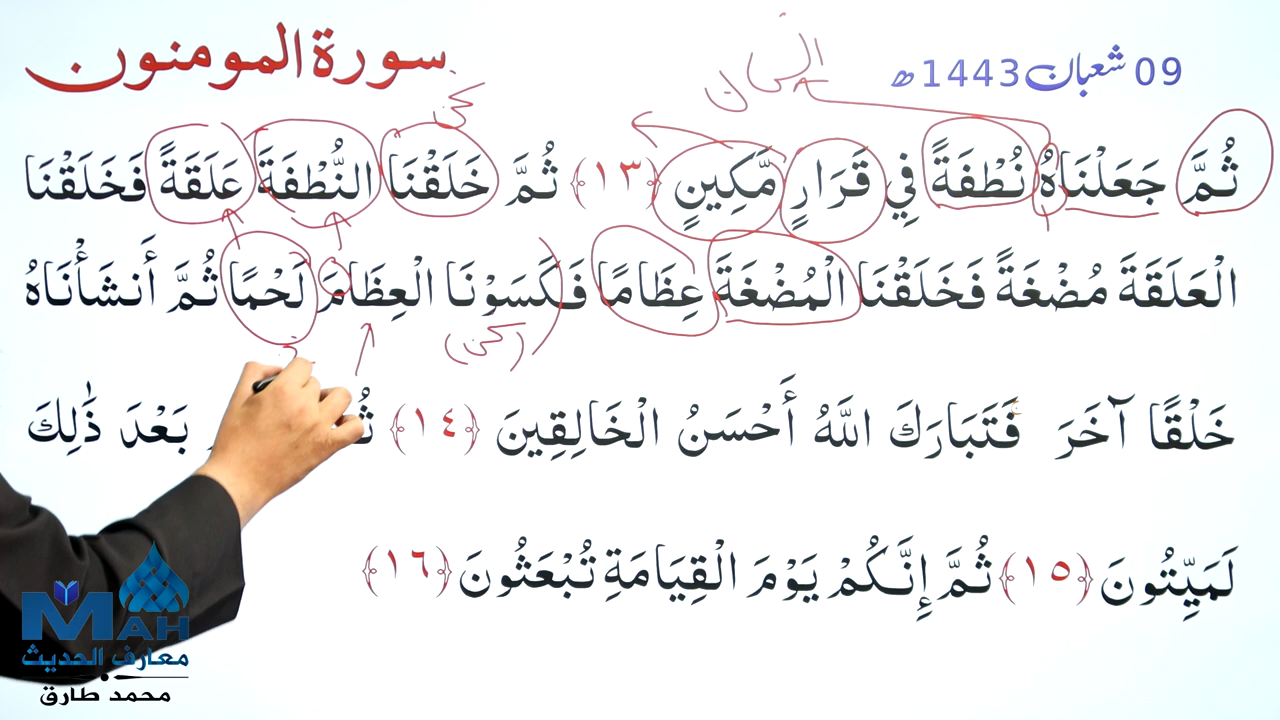 سورة المومنون
09 شعبان 1443ھ
ثُمَّ جَعَلْنَاهُ نُطْفَةً فِي قَرَارٍ مَّكِينٍ ﴿١٣﴾ ثُمَّ خَلَقْنَا النُّطْفَةَ عَلَقَةً فَخَلَقْنَا
الْعَلَقَةَ مُضْغَةً فَخَلَقْنَا الْمُضْغَةَ عِظَامًا فَكَسَوْنَا الْعِظَامَ لَحْمًا ثُمَّ أَنشَأْنَاهُ
خَلْقًا آخَرَ فَتَبَارَكَ اللَّهُ أَحْسَنُ الْخَالِقِينَ ﴿١٤﴾ بَعْدَ ذَٰلِكَ
لَمَيِّتُونَ ﴿١٥﴾ ثُمَّ إِنَّكُمْ يَوْمَ الْقِيَامَةِ تُبْعَثُونَ ﴿١٦﴾
MAH
معارف الحديث
محمد طارق